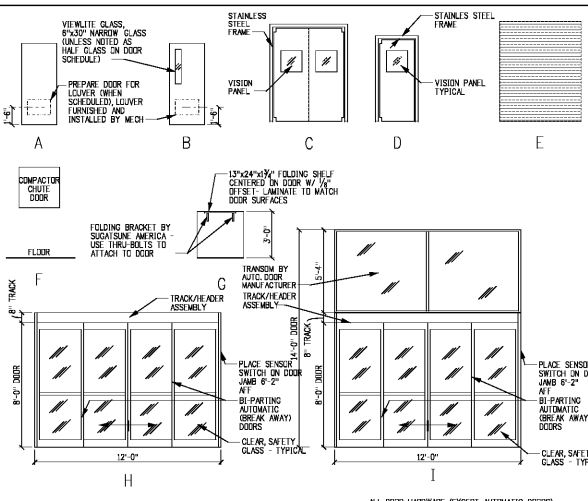 VIEWLITE GLASS,
6"x30" NARROW GLASS
(UNLESS NOTED AS
HALF GLASS ON DOOR
SCHEDULE)
PREPARE DOOR FOR
LOUVER (WHEN
SCHEDULED), LOUVER
FURNISHED AND
INSTALLED BY MECH
1'-6"
1'-6"
A
B
STAINLESS
STEEL
FRAME
VISION
PANEL
C
STAINLES STEEL
FRAME
VISION PANEL
TYPICAL
D
E
COMPACTOR
CHUTE
DOOR
FLOOR
F
13"x24"x1¾" FOLDING SHELF
CENTERED ON DOOR W/ ⅛"
OFFSET- LAMINATE TO MATCH
DOOR SURFACES
FOLDING BRACKET BY
SUGATSUNE AMERICA -
USE THRU-BOLTS TO
ATTACH TO DOOR
3'-0"
G
8" TRACK
8'-0" DOOR
TRACK/HEADER
ASSEMBLY
PLACE SENSOR
SWITCH ON DOOR
JAMB 6'-2"
AFF
BI-PARTING
AUTOMATIC
(BREAK AWAY)
DOORS
CLEAR, SAFETY
GLASS - TYPICAL
12'-0"
H
TRANSOM BY
AUTO. DOOR
MANUFACTURER
TRACK/HEADER
ASSEMBLY
5'-4"
14'-0" DOOR
8" TRACK
8'-0" DOOR
PLACE SENSOR
SWITCH ON D
JAMB 6'-2"
AFF
BI-PARTING
AUTOMATIC
(BREAK AWAY)
DOORS
CLEAR, SAFET
GLASS - TYP
12'-0"
I
ALL DOOR HARDWARE (EXCEPT AUTOMATIC DOORS)